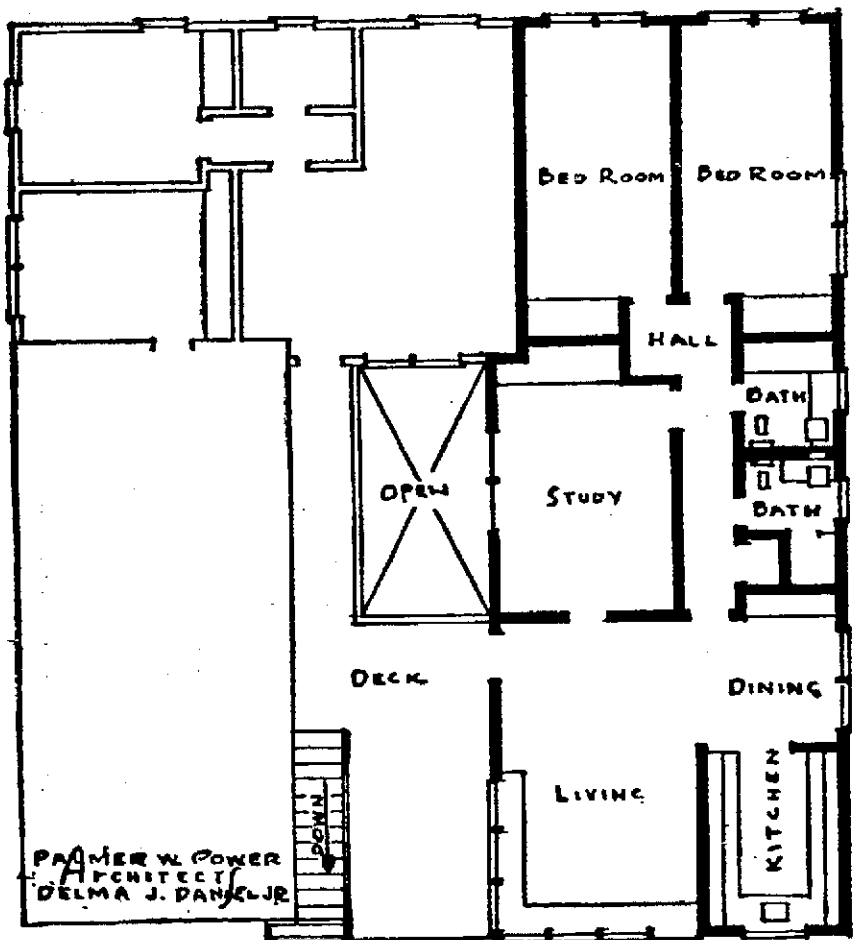 BED ROOM
BED ROOM
HALL
BATH
OPEN
STUDY
BATH
DECK
DINING
LIVING
KITCHEN
DOWN
PALMER W. POWER
ARCHITECTS
DELMA J. DANIEL JR